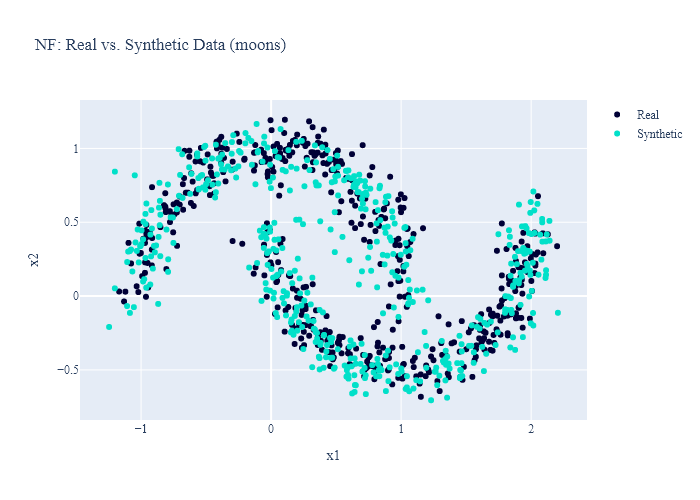 NF: Real vs. Synthetic Data (moons)
Real
Synthetic
1
0.5
0
−0.5
x2
−1
0
1
2
x1